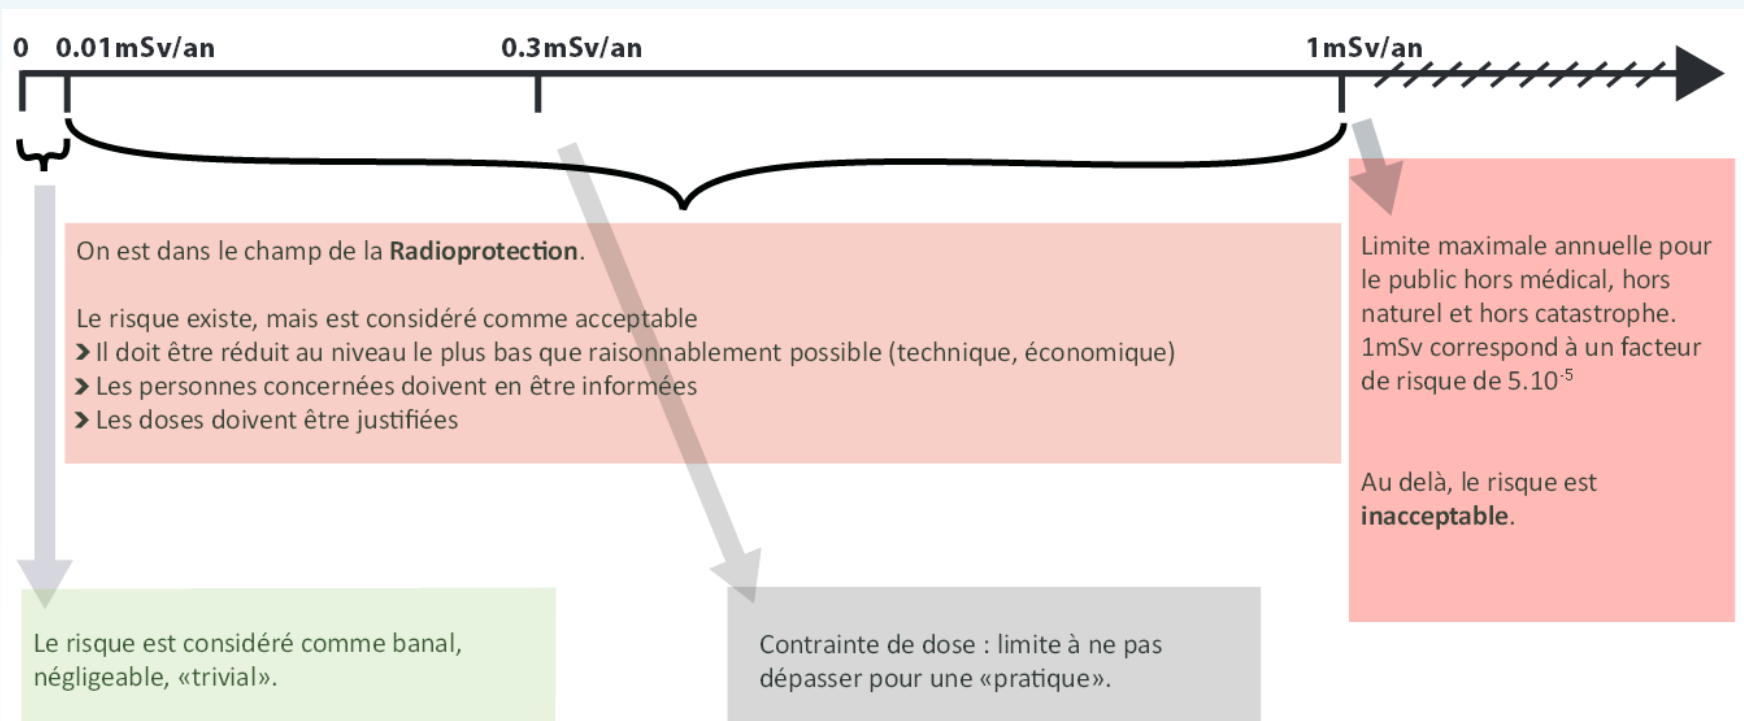 0 0.01mSv/an 0.3mSv/an 1mSv/an
On est dans le champ de la Radioprotection.
Le risque existe, mais est considéré comme acceptable
> Il doit être réduit au niveau le plus bas que raisonnablement possible (technique, économique)
> Les personnes concernées doivent en être informées
> Les doses doivent être justifiées
Limite maximale annuelle pour
le public hors médical, hors
naturel et hors catastrophe.
1mSv correspond à un facteur
de risque de 5.10⁻⁵
Au delà, le risque est
inacceptable.
Le risque est considéré comme banal,
négligeable, «trivial».
Contrainte de dose : limite à ne pas
dépasser pour une «pratique».